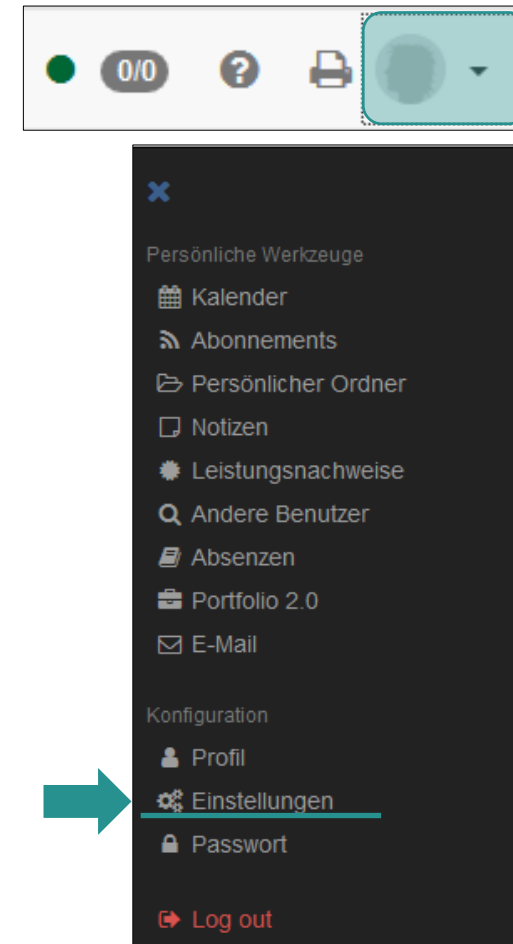 0/0
Persönliche Werkzeuge
Kalender
Abonnements
Persönlicher Ordner
Notizen
Leistungsnachweise
Andere Benutzer
Absenzen
Portfolio 2.0
E-Mail
Konfiguration
Profil
Einstellungen
Passwort
Log out